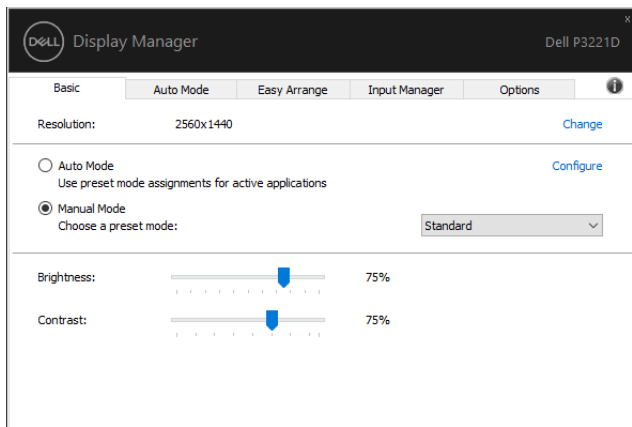 x
DELL Display Manager Dell P3221D
Basic Auto Mode Easy Arrange Input Manager Options i
Resolution: 2560x1440 Change
Auto Mode Configure
Use preset mode assignments for active applications
Manual Mode
Choose a preset mode: Standard
Brightness: 75%
Contrast: 75%